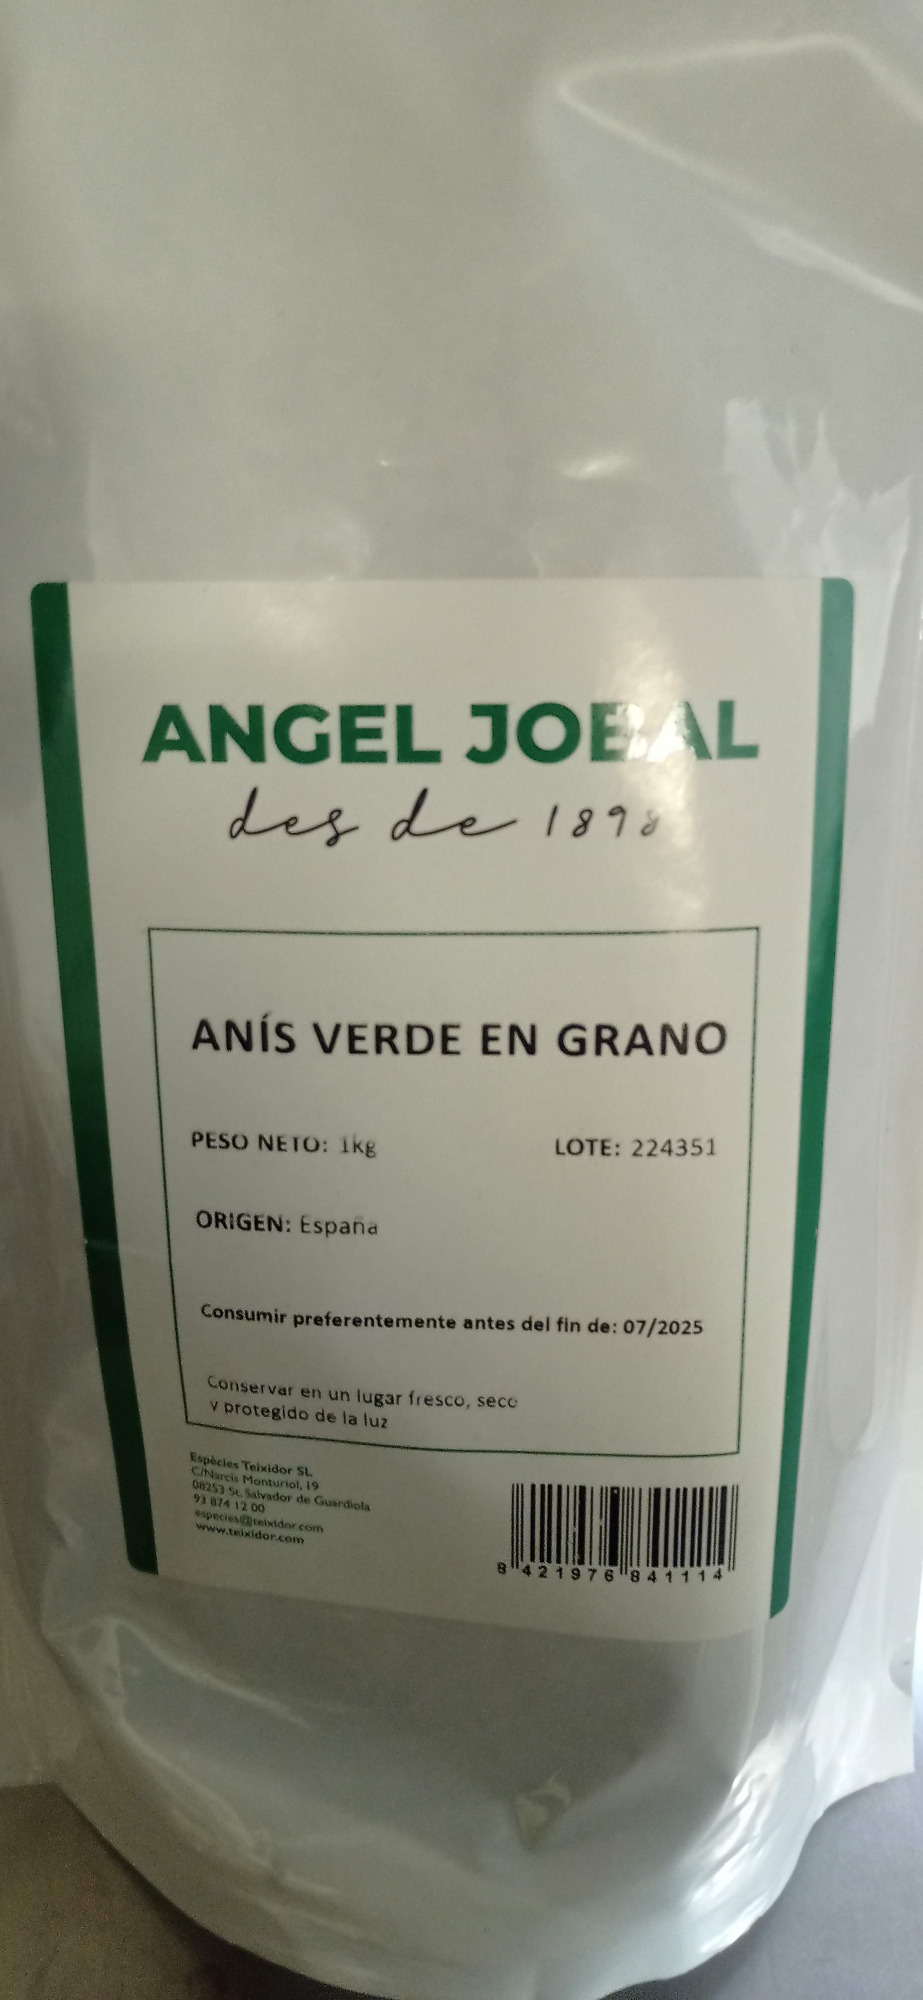 ANGEL JOBAL
des de 1898
ANÍS VERDE EN GRANO
PESO NETO: 1kg
LOTE: 224351
ORIGEN: España
Consumir preferentemente antes del fin de: 07/2025
Conservar en un lugar fresco, seco
y protegido de la luz
Espècies Teixidor SL
C/Narcís Monturiol, 19
08253 St. Salvador de Guardiola
93 874 12 00
especies@teixidor.com
www.teixidor.com
8 421976 841114